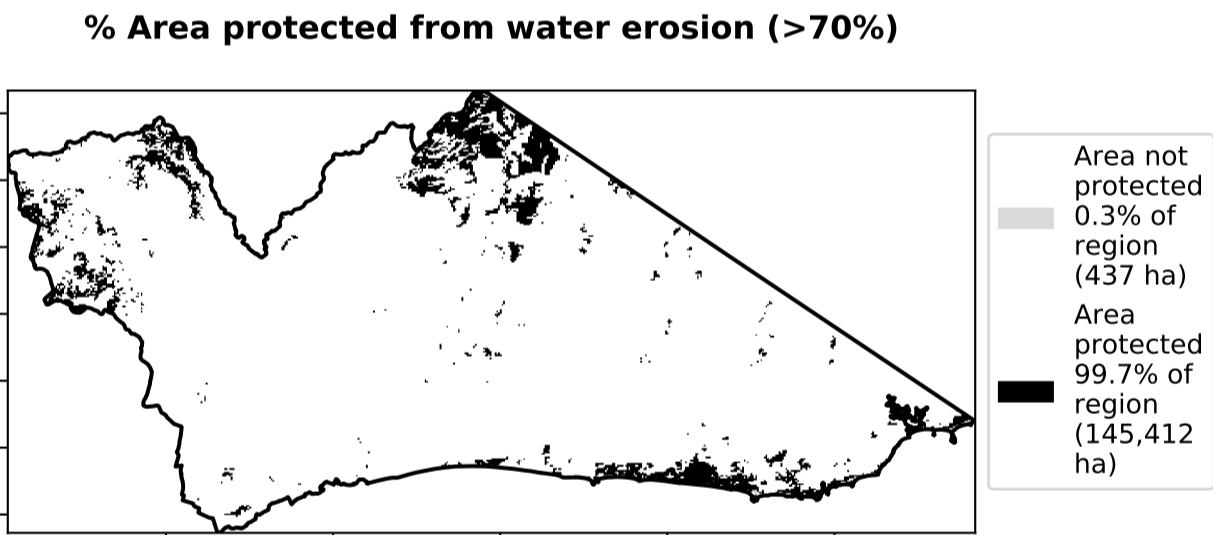 % Area protected from water erosion (>70%)
Area not
protected
0.3% of
region
(437 ha)
Area
protected
99.7% of
region
(145,412
ha)